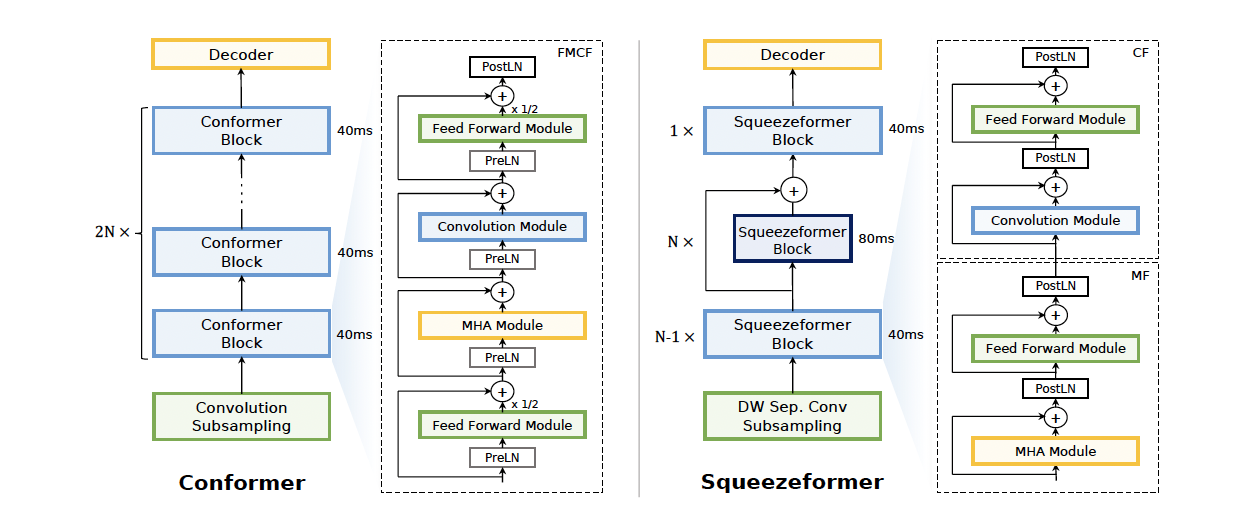 Decoder
Conformer
Block
40ms
2N ×
Conformer
Block
40ms
Conformer
Block
40ms
Convolution
Subsampling
Conformer
FMCF
PostLN
+
x 1/2
Feed Forward Module
PreLN
+
Convolution Module
PreLN
+
MHA Module
PreLN
+
x 1/2
Feed Forward Module
PreLN
Decoder
1 ×
Squeezeformer
Block
40ms
+
N ×
Squeezeformer
Block
80ms
N-1 ×
Squeezeformer
Block
40ms
DW Sep. Conv
Subsampling
Squeezeformer
CF
PostLN
+
Feed Forward Module
PostLN
+
Convolution Module
MF
PostLN
+
Feed Forward Module
PostLN
+
MHA Module